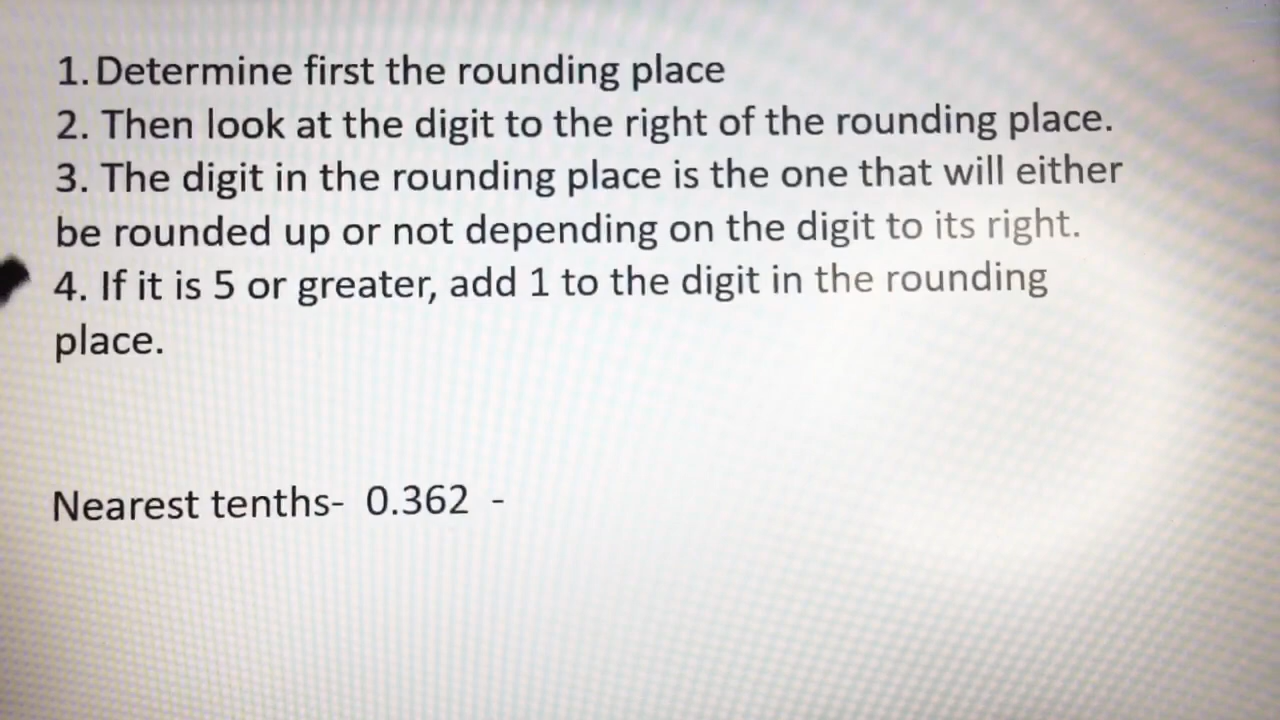 1. Determine first the rounding place
2. Then look at the digit to the right of the rounding place.
3. The digit in the rounding place is the one that will either
be rounded up or not depending on the digit to its right.
4. If it is 5 or greater, add 1 to the digit in the rounding
place.
Nearest tenths- 0.362 -